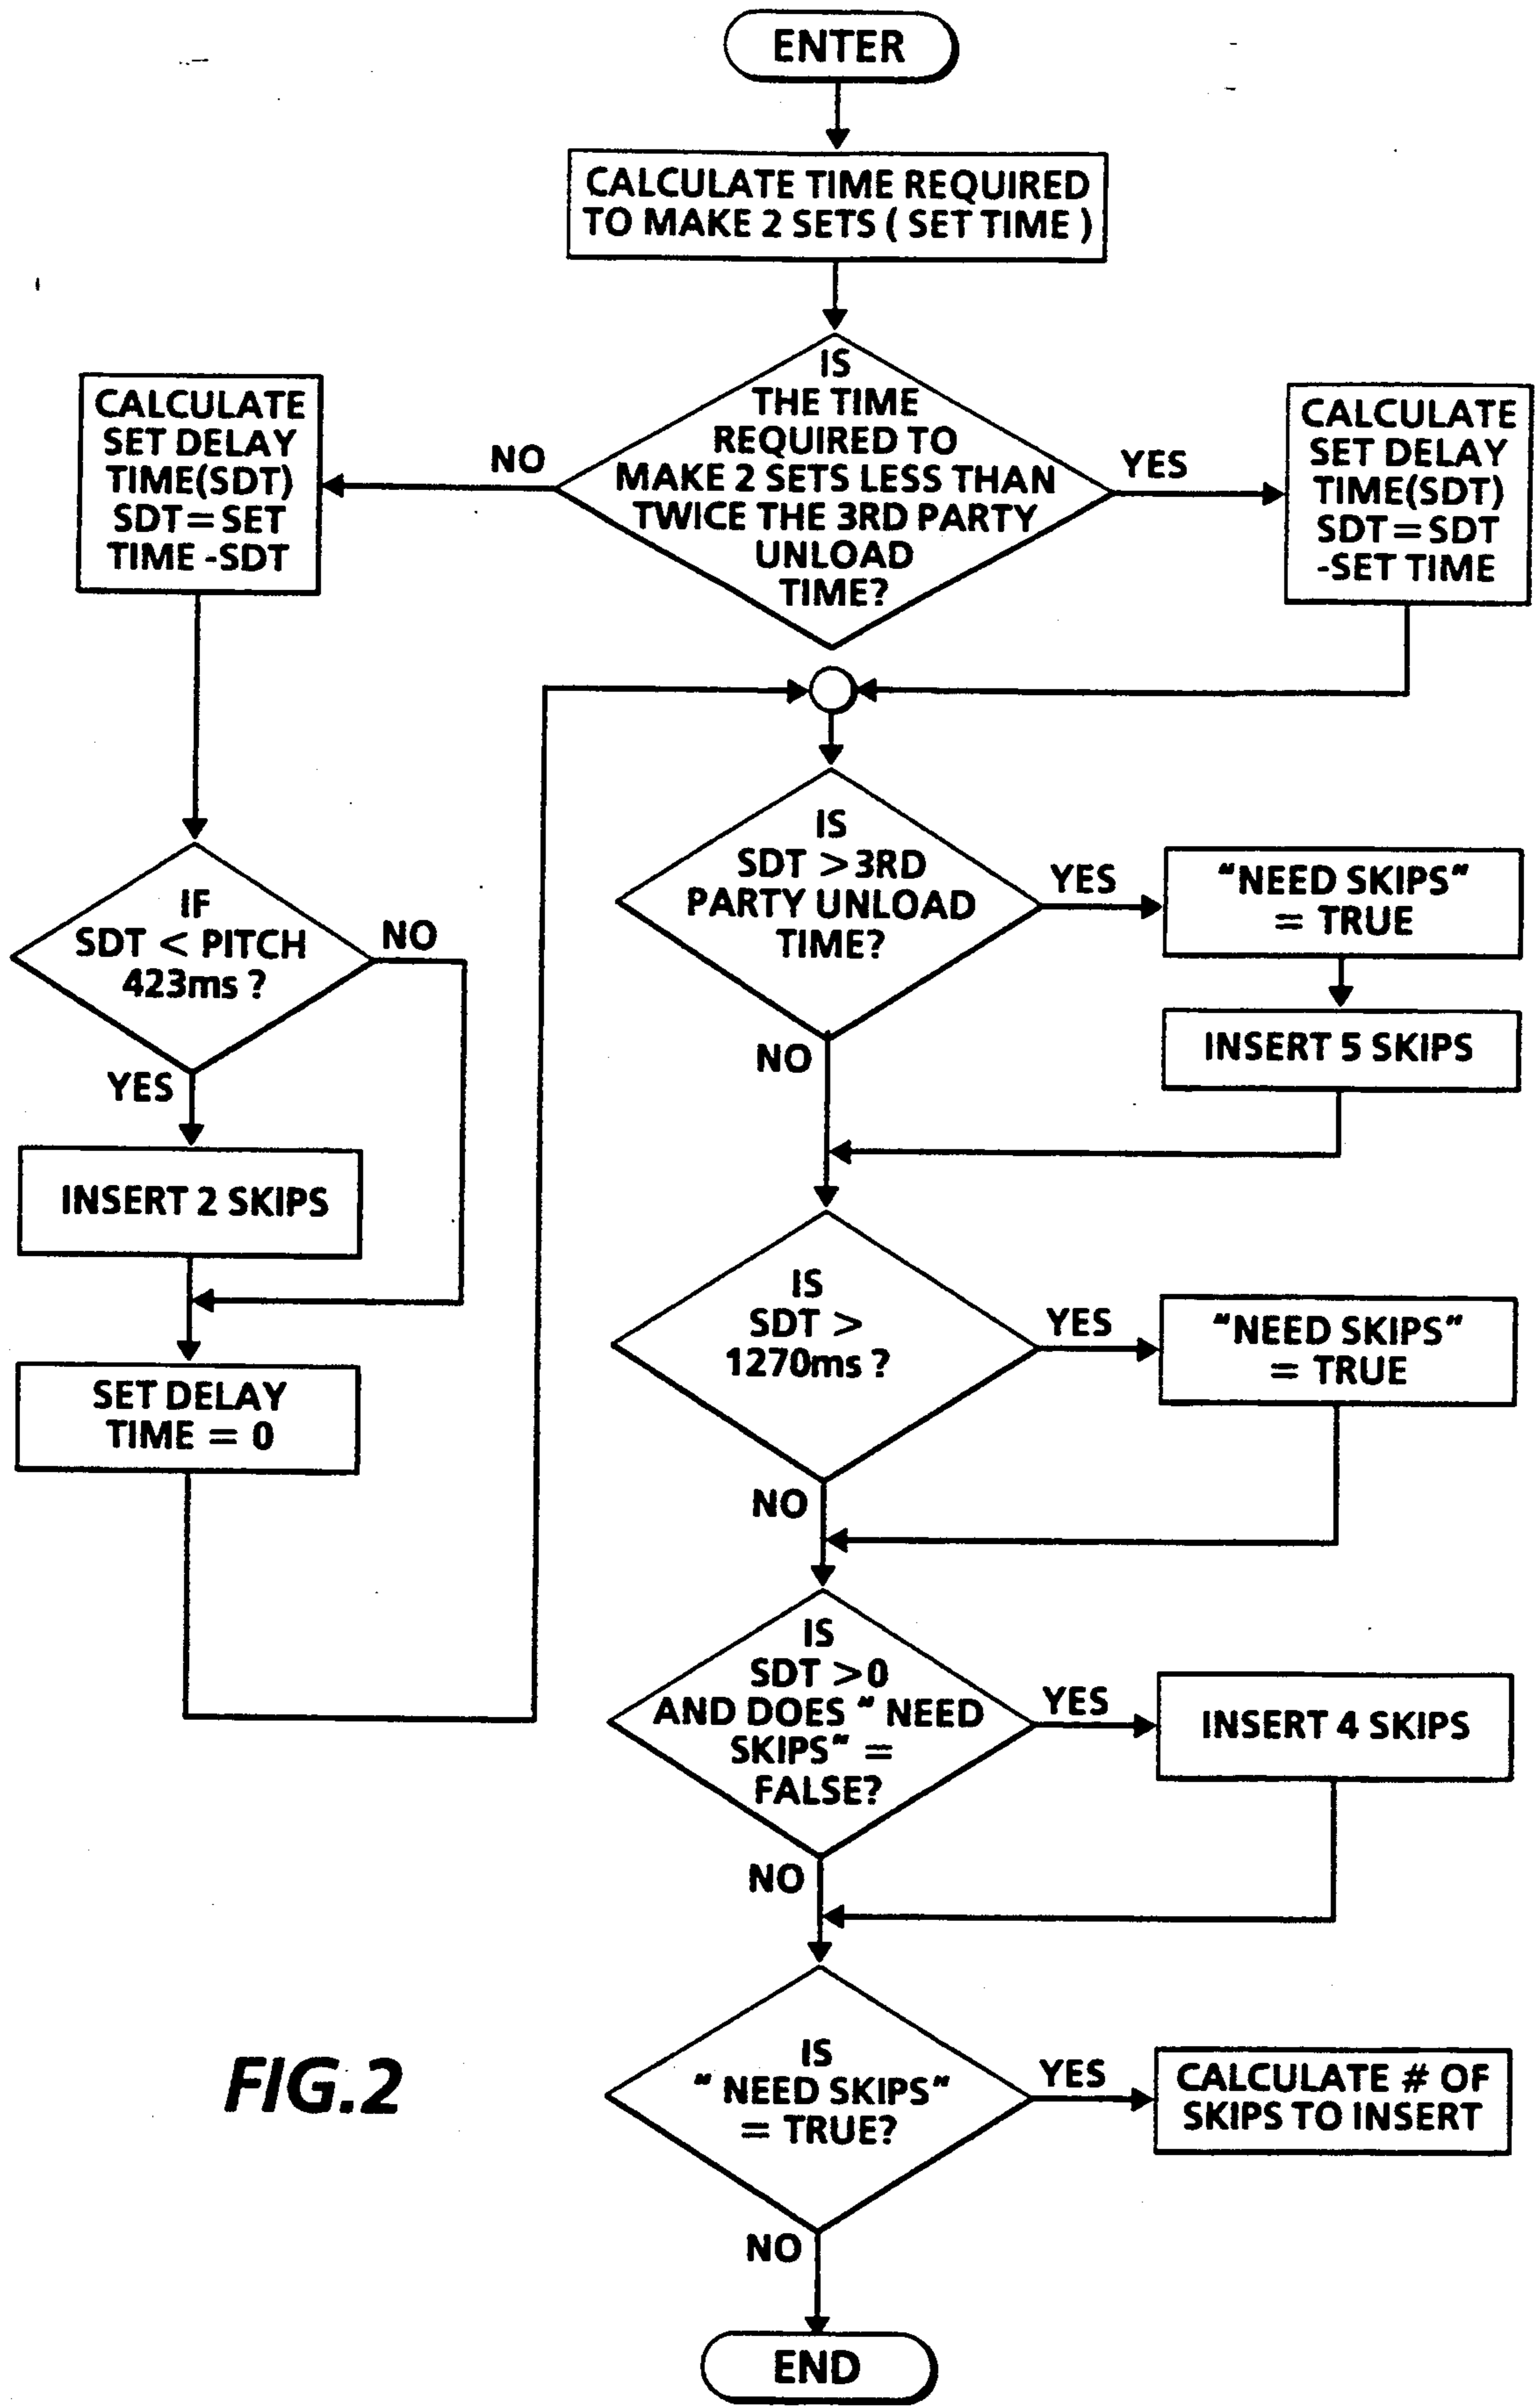 ENTER
CALCULATE TIME REQUIRED
TO MAKE 2 SETS ( SET TIME )
IS
THE TIME
REQUIRED TO
MAKE 2 SETS LESS THAN
TWICE THE 3RD PARTY
UNLOAD
TIME?
NO
YES
CALCULATE
SET DELAY
TIME(SDT)
SDT = SET
TIME -SDT
CALCULATE
SET DELAY
TIME(SDT)
SDT = SDT
-SET TIME
IF
SDT < PITCH
423ms ?
NO
YES
INSERT 2 SKIPS
SET DELAY
TIME = 0
IS
SDT > 3RD
PARTY UNLOAD
TIME?
YES
NO
"NEED SKIPS"
= TRUE
INSERT 5 SKIPS
IS
SDT >
1270ms ?
YES
NO
"NEED SKIPS"
= TRUE
IS
SDT >0
AND DOES " NEED
SKIPS" =
FALSE?
YES
NO
INSERT 4 SKIPS
IS
" NEED SKIPS"
= TRUE?
YES
NO
CALCULATE # OF
SKIPS TO INSERT
END
FIG.2